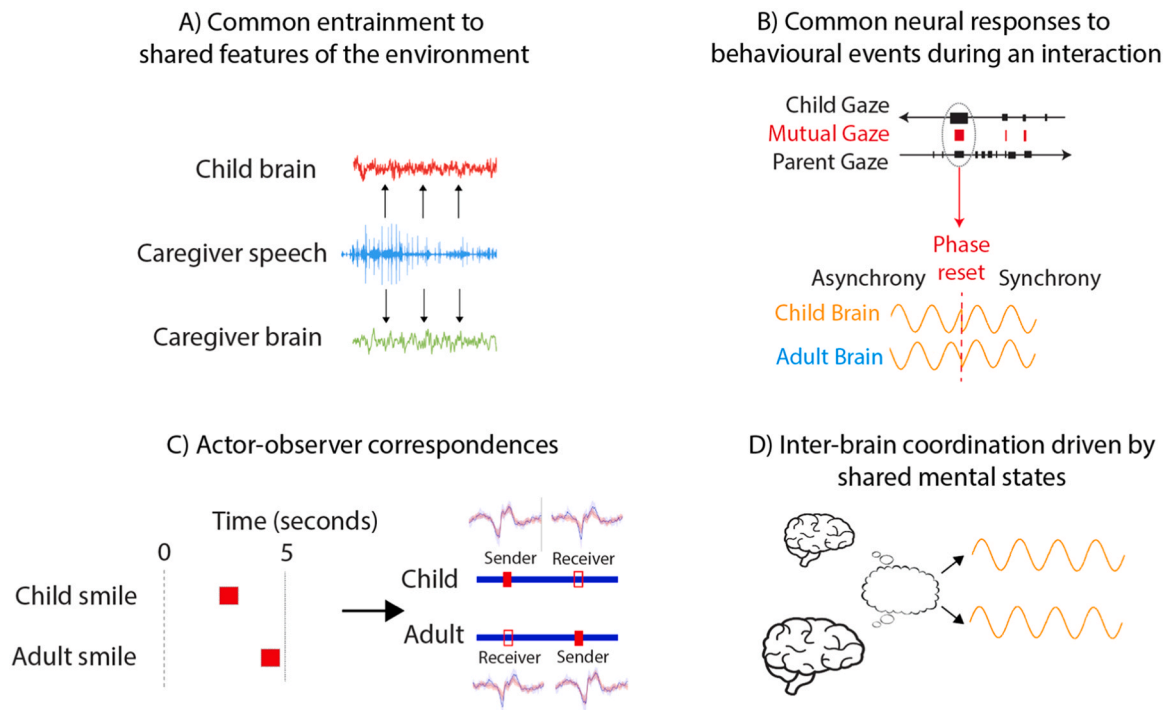 A) Common entrainment to
shared features of the environment
Child brain
Caregiver speech
Caregiver brain
B) Common neural responses to
behavioural events during an interaction
Child Gaze
Mutual Gaze
Parent Gaze
Phase
reset
Asynchrony
Synchrony
Child Brain
Adult Brain
C) Actor-observer correspondences
Time (seconds)
0
5
Child smile
Adult smile
Sender
Receiver
Child
Adult
Receiver
Sender
D) Inter-brain coordination driven by
shared mental states